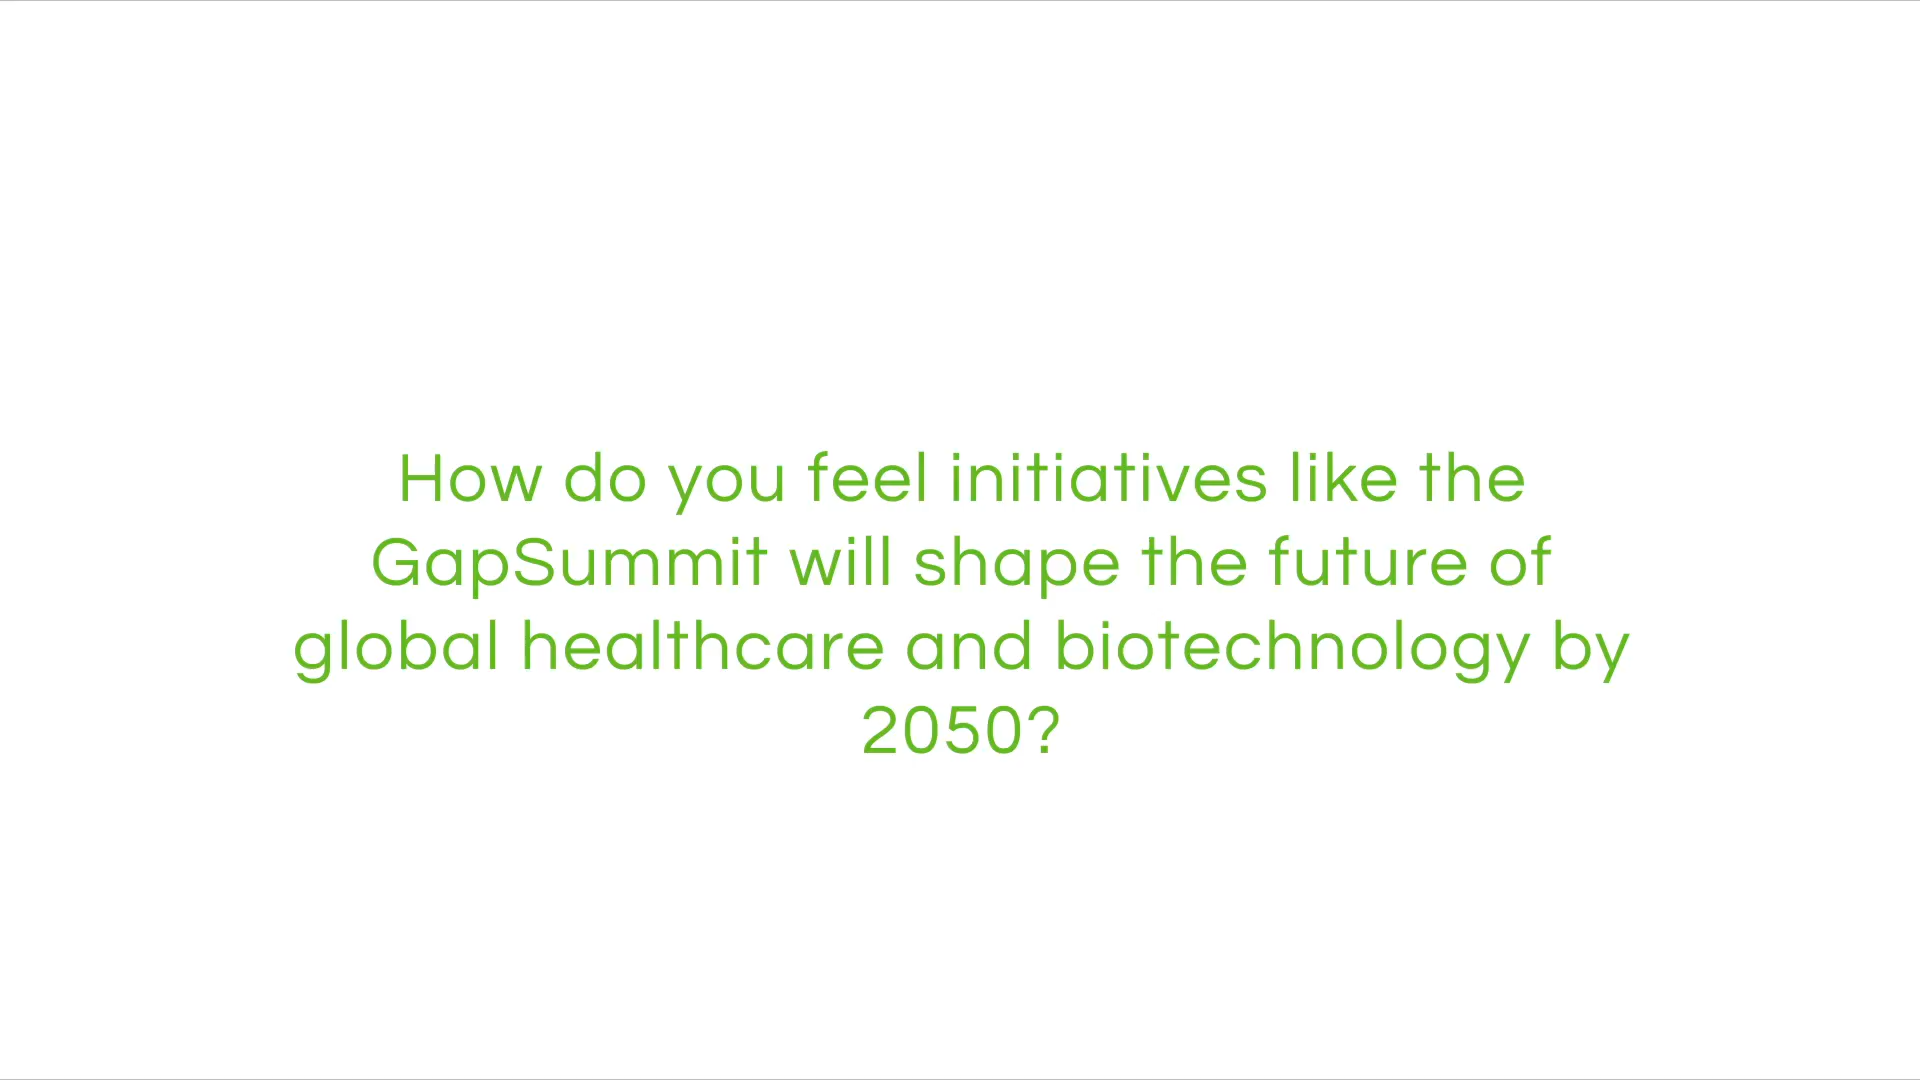 How do you feel initiatives like the
GapSummit will shape the future of
global healthcare and biotechnology by
2050?